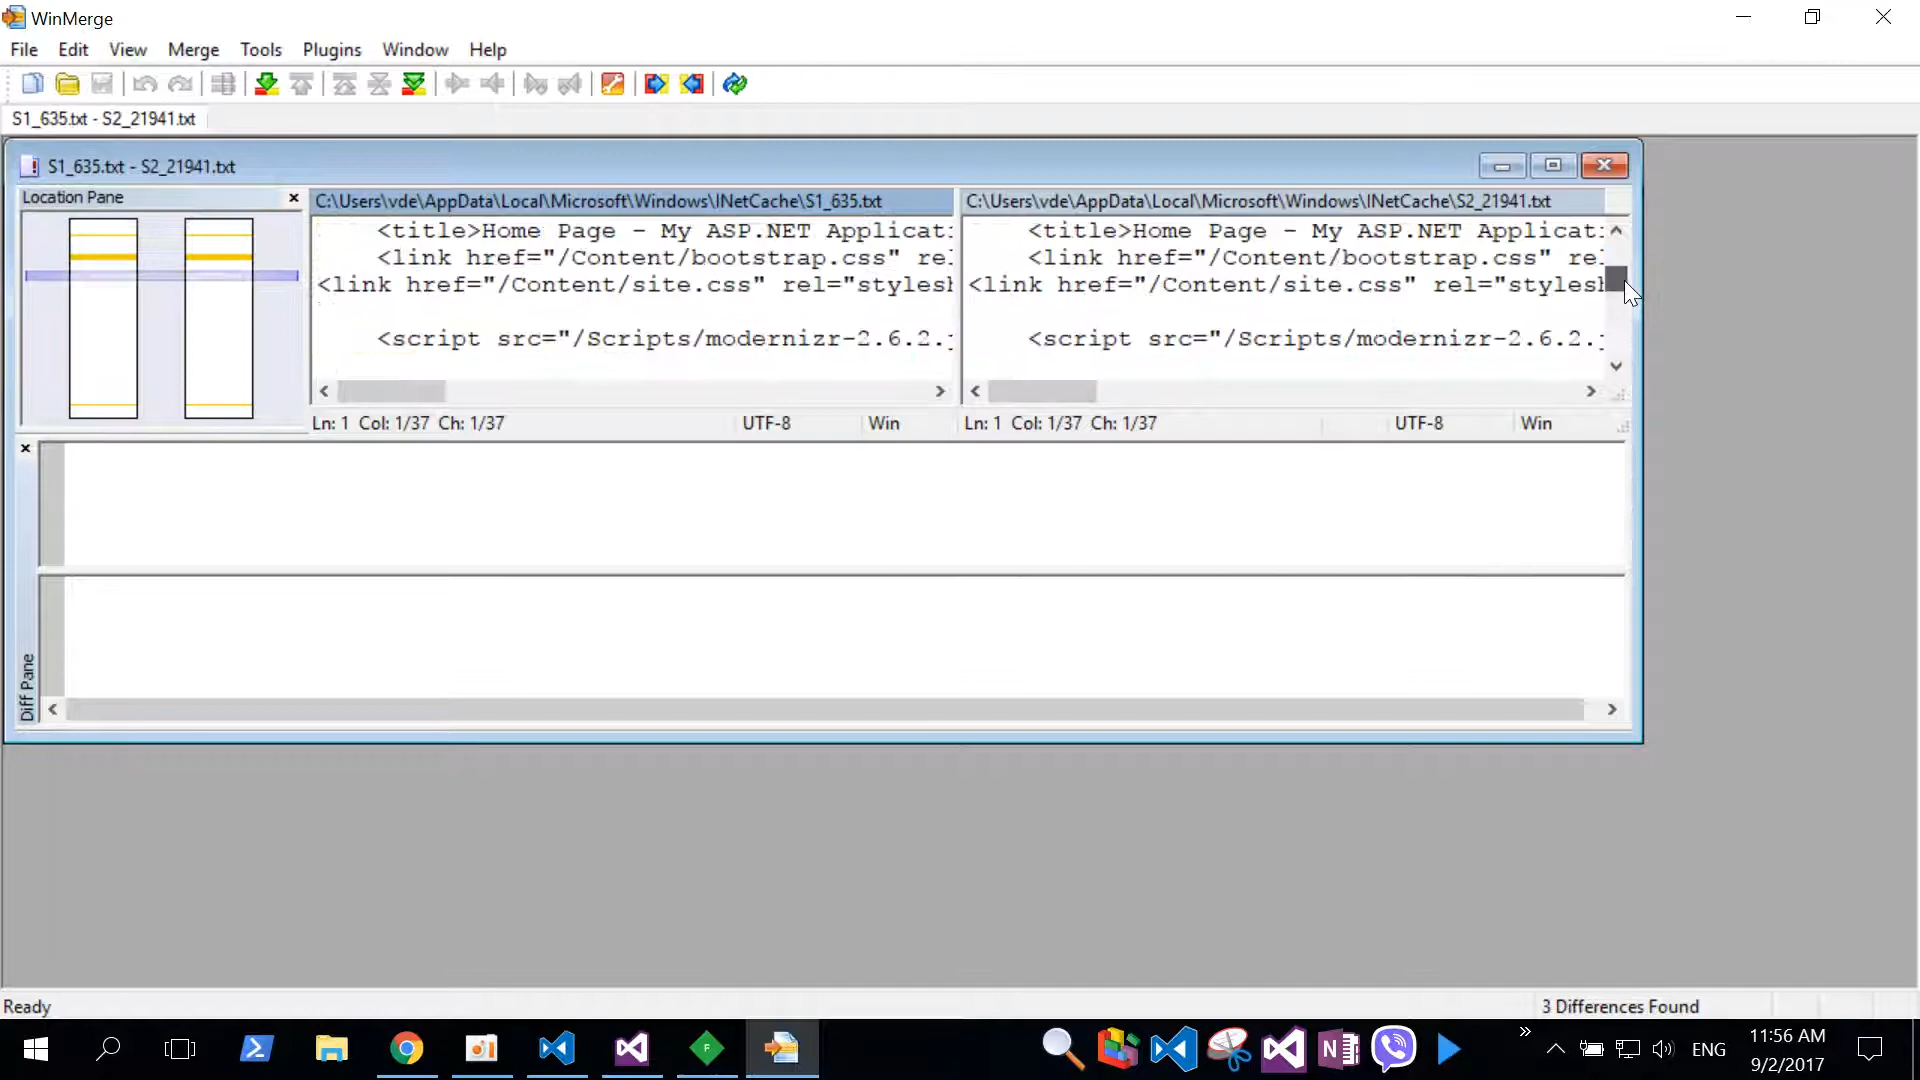 WinMerge
File Edit View Merge Tools Plugins Window Help
S1_635.txt - S2_21941.txt
S1_635.txt - S2_21941.txt
Location Pane
C:\Users\vde\AppData\Local\Microsoft\Windows\INetCache\S1_635.txt
C:\Users\vde\AppData\Local\Microsoft\Windows\INetCache\S2_21941.txt
<title>Home Page - My ASP.NET Applicati
<link href="/Content/bootstrap.css" rel
<link href="/Content/site.css" rel="stylesh
<script src="/Scripts/modernizr-2.6.2.j
<title>Home Page - My ASP.NET Applicati
<link href="/Content/bootstrap.css" rel
<link href="/Content/site.css" rel="stylesh
<script src="/Scripts/modernizr-2.6.2.j
Ln: 1 Col: 1/37 Ch: 1/37 UTF-8 Win
Ln: 1 Col: 1/37 Ch: 1/37 UTF-8 Win
Diff Pane
Ready 3 Differences Found
ENG
11:56 AM
9/2/2017